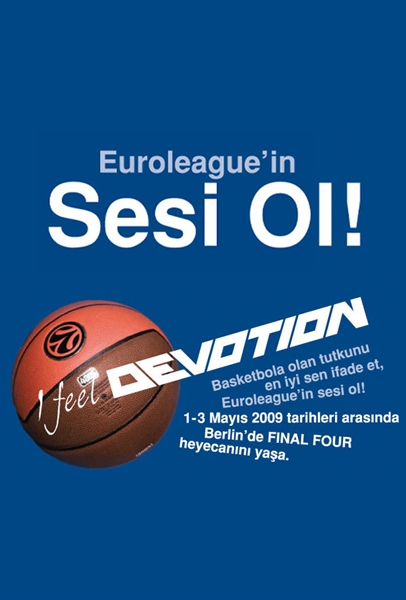 Euroleague'in
Sesi Ol!
I feel DEVOTION
Basketbola olan tutkunu
en iyi sen ifade et,
Euroleague'in sesi ol!
1-3 Mayıs 2009 tarihleri arasında
Berlin'de FINAL FOUR
heyecanını yaşa.